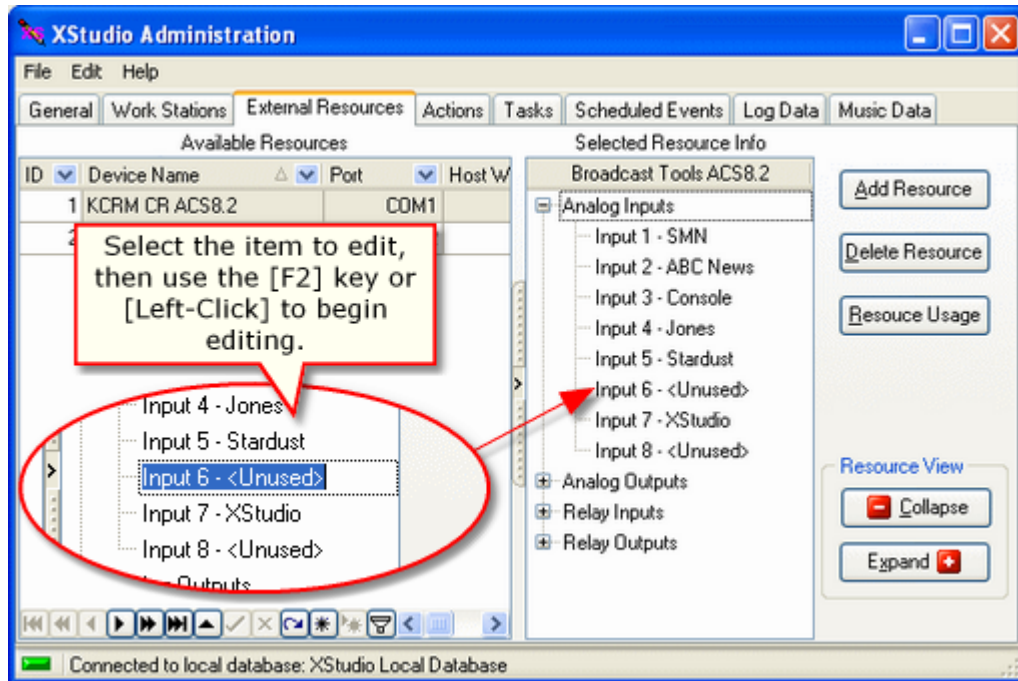 XStudio Administration
File Edit Help
General Work Stations External Resources Actions Tasks Scheduled Events Log Data Music Data
Available Resources
ID Device Name Port Host W
1 KCRM CR ACS8.2 COM1
2
Select the item to edit,
then use the [F2] key or
[Left-Click] to begin
editing.
Input 4 - Jones
Input 5 - Stardust
Input 6 - <Unused>
Input 7 - XStudio
Input 8 - <Unused>
Outputs
Selected Resource Info
Broadcast Tools ACS8.2
Analog Inputs
Input 1 - SMN
Input 2 - ABC News
Input 3 - Console
Input 4 - Jones
Input 5 - Stardust
Input 6 - <Unused>
Input 7 - XStudio
Input 8 - <Unused>
Analog Outputs
Relay Inputs
Relay Outputs
Add Resource
Delete Resource
Resouce Usage
Resource View
Collapse
Expand
Connected to local database: XStudio Local Database